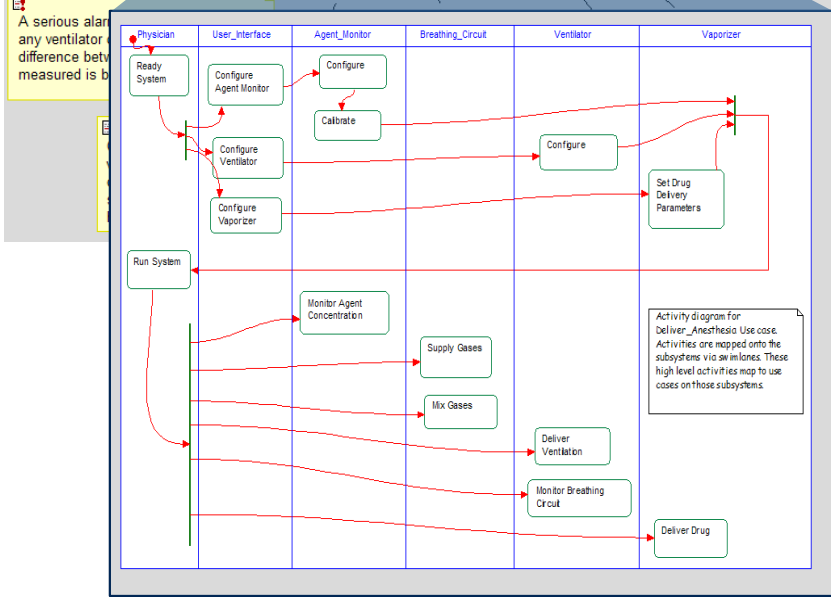 A serious alar
any ventilator
difference betw
measured is b
Physician
User_Interface
Agent_Monitor
Breathing_Circuit
Ventilator
Vaporizer
Ready
System
Configure
Agent Monitor
Configure
Calibrate
Configure
Ventilator
Configure
Configure
Vaporizer
Set Drug
Delivery
Parameters
Run System
Monitor Agent
Concentration
Supply Gases
Mix Gases
Deliver
Ventilation
Monitor Breathing
Circuit
Deliver Drug
Activity diagram for
Deliver_Anesthesia Use case.
Activities are mapped onto the
subsystems via swimlanes. These
high level activities map to use
cases on those subsystems.